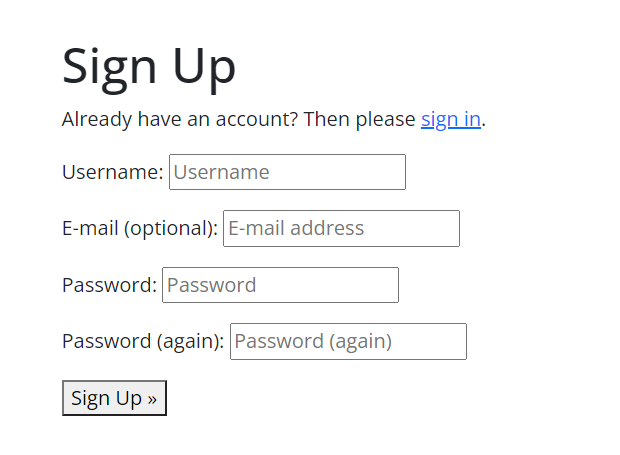 Sign Up
Already have an account? Then please sign in.
Username: Username
E-mail (optional): E-mail address
Password: Password
Password (again): Password (again)
Sign Up »